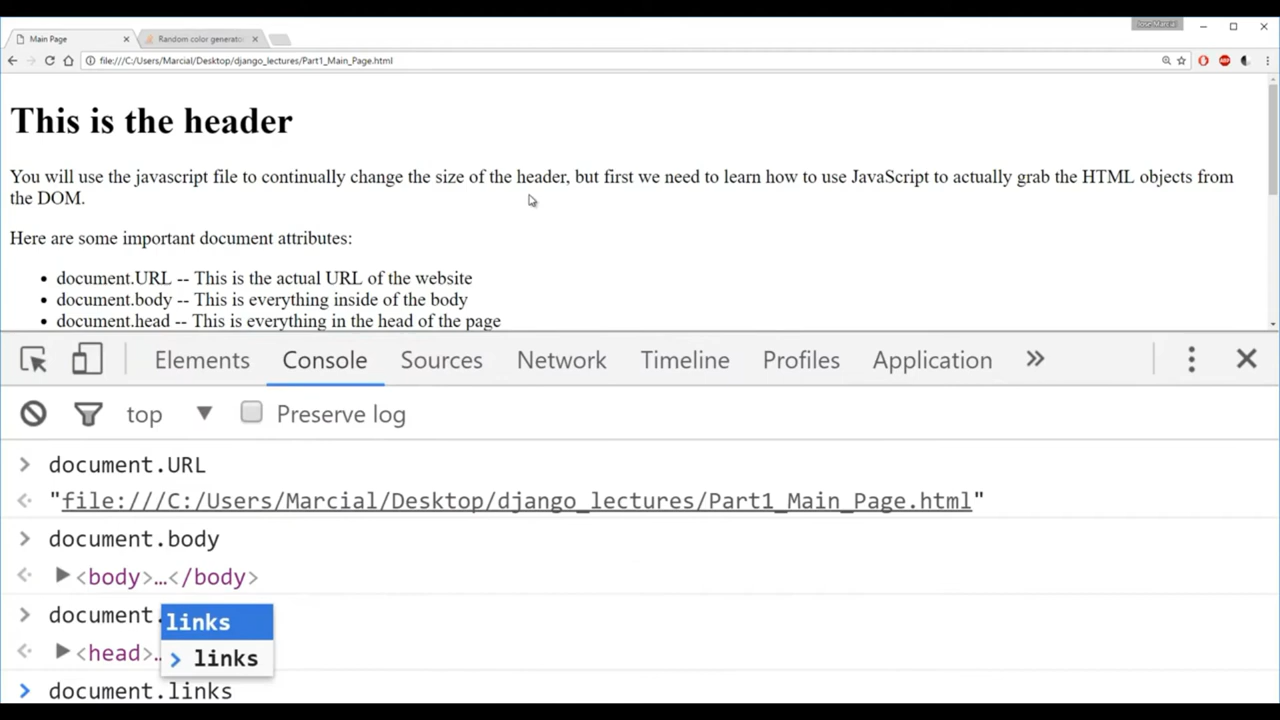 Jose Marcial
Main Page
Random color generato
file:///C:/Users/Marcial/Desktop/django_lectures/Part1_Main_Page.html
This is the header
You will use the javascript file to continually change the size of the header, but first we need to learn how to use JavaScript to actually grab the HTML objects from
the DOM.
Here are some important document attributes:
• document.URL -- This is the actual URL of the website
• document.body -- This is everything inside of the body
• document.head -- This is everything in the head of the page
Elements Console Sources Network Timeline Profiles Application »
top Preserve log
> document.URL
"file:///C:/Users/Marcial/Desktop/django_lectures/Part1_Main_Page.html"
> document.body
<body>…</body>
> document.
links
<head>…
> links
> document.links